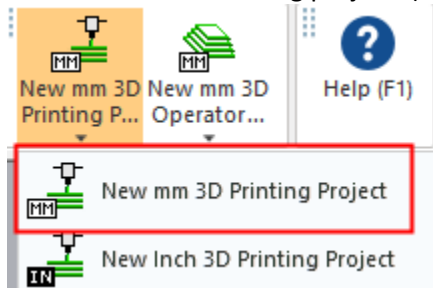 MM
MM
New mm 3D New mm 3D Help (F1)
Printing P... Operator...
MM New mm 3D Printing Project
IN New Inch 3D Printing Project